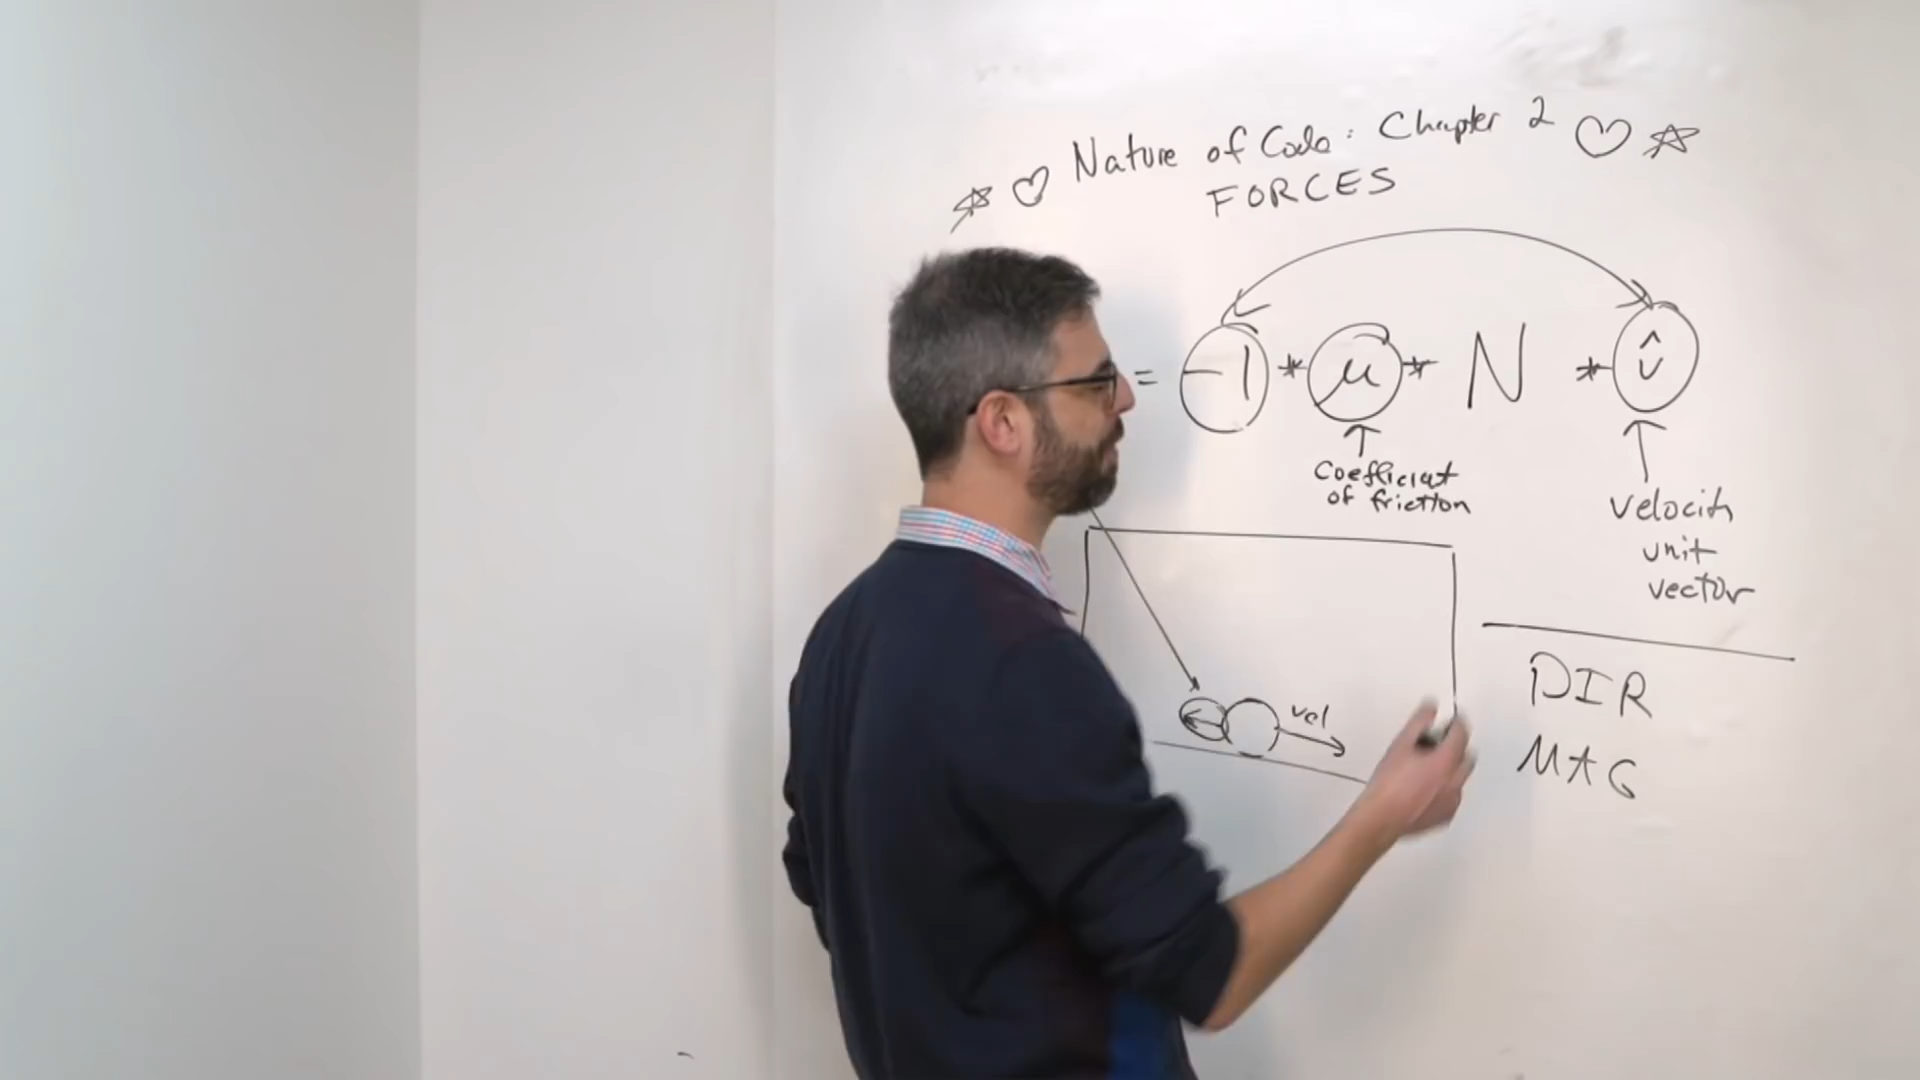 Nature of Code: Chapter 2
FORCES
= -1 * μ * N * v̂
Coefficient
of friction
velocity
unit
vector
vel
DIR
MAG